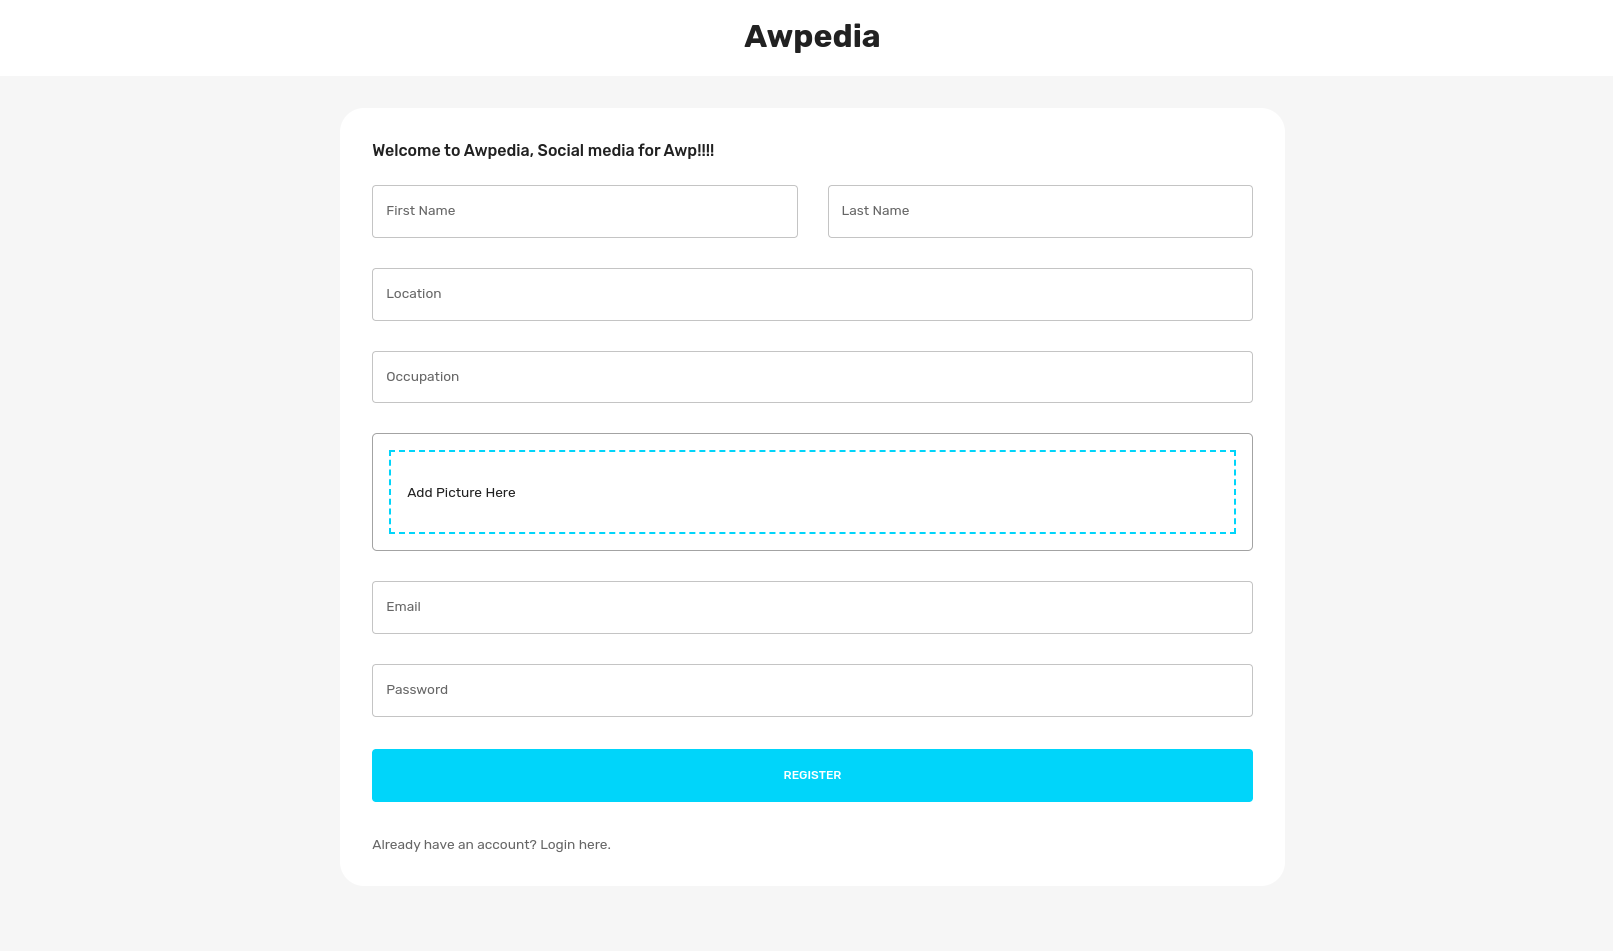 Awpedia
Welcome to Awpedia, Social media for Awp!!!!
First Name
Last Name
Location
Occupation
Add Picture Here
Email
Password
REGISTER
Already have an account? Login here.